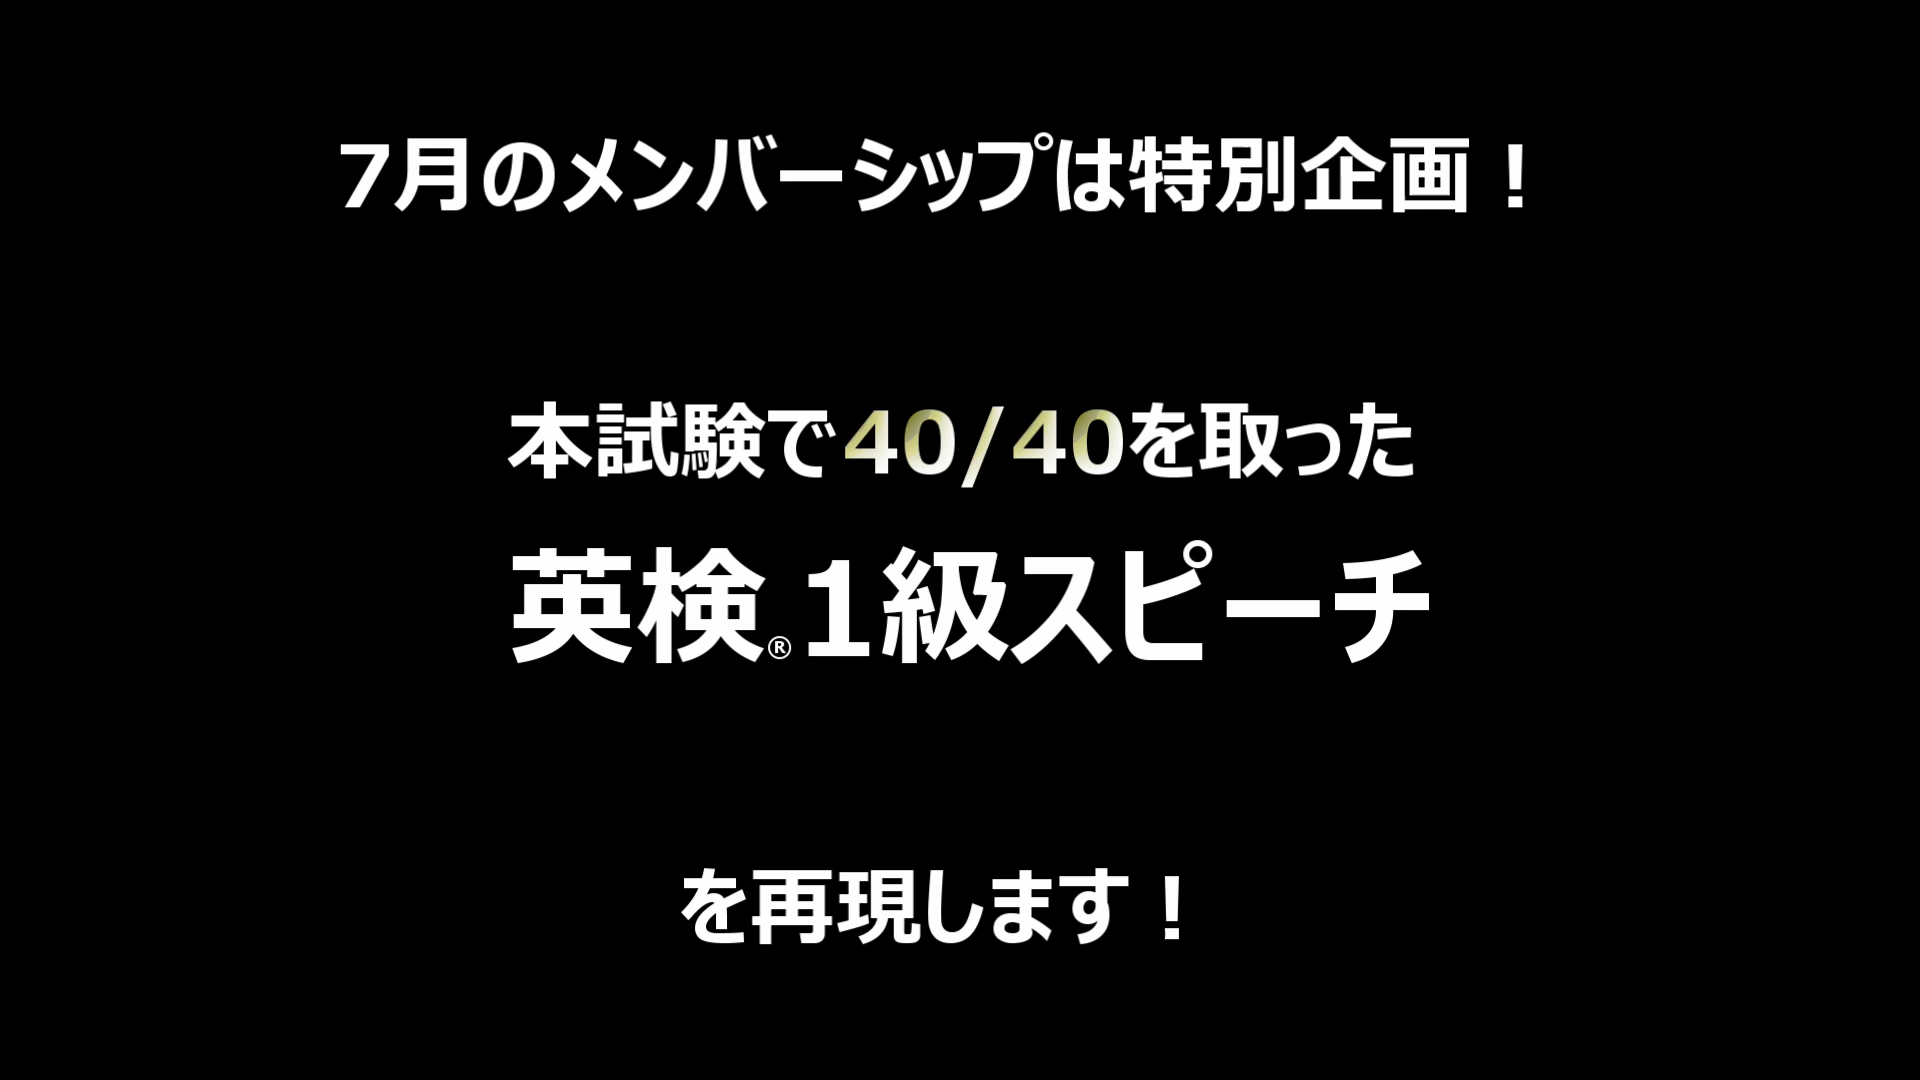 7月のメンバーシップは特別企画！
本試験で40/40を取った
英検®1級スピーチ
を再現します！